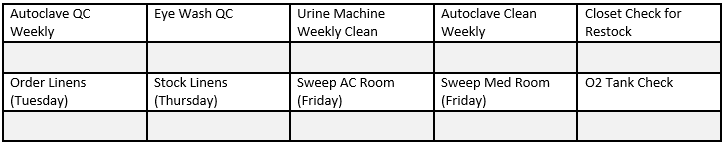 Autoclave QC
Weekly
Eye Wash QC
Urine Machine
Weekly Clean
Autoclave Clean
Weekly
Closet Check for
Restock
Order Linens
(Tuesday)
Stock Linens
(Thursday)
Sweep AC Room
(Friday)
Sweep Med Room
(Friday)
O2 Tank Check